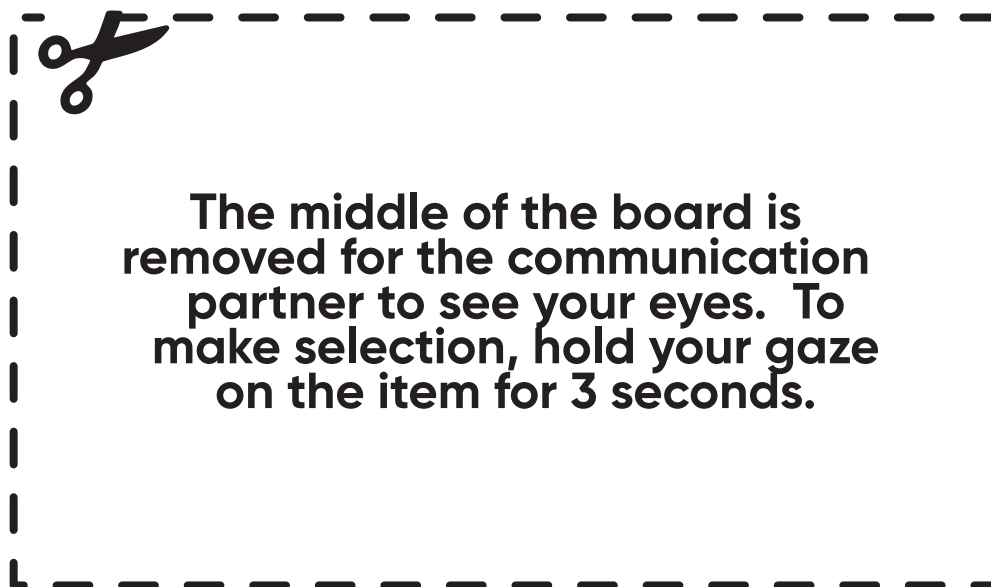 The middle of the board is
removed for the communication
partner to see your eyes.  To
make selection, hold your gaze
on the item for 3 seconds.